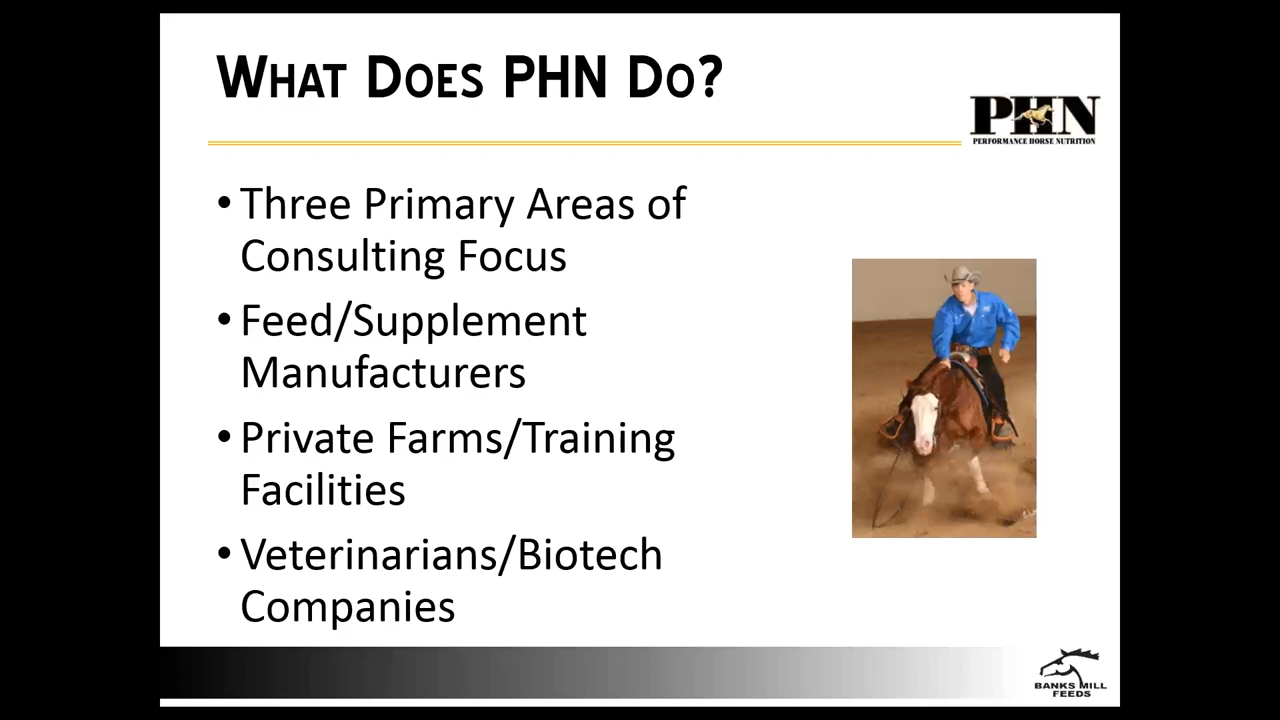 WHAT DOES PHN DO?
PHN
PERFORMANCE HORSE NUTRITION
• Three Primary Areas of
Consulting Focus
• Feed/Supplement
Manufacturers
• Private Farms/Training
Facilities
• Veterinarians/Biotech
Companies
BANKS MILL
FEEDS